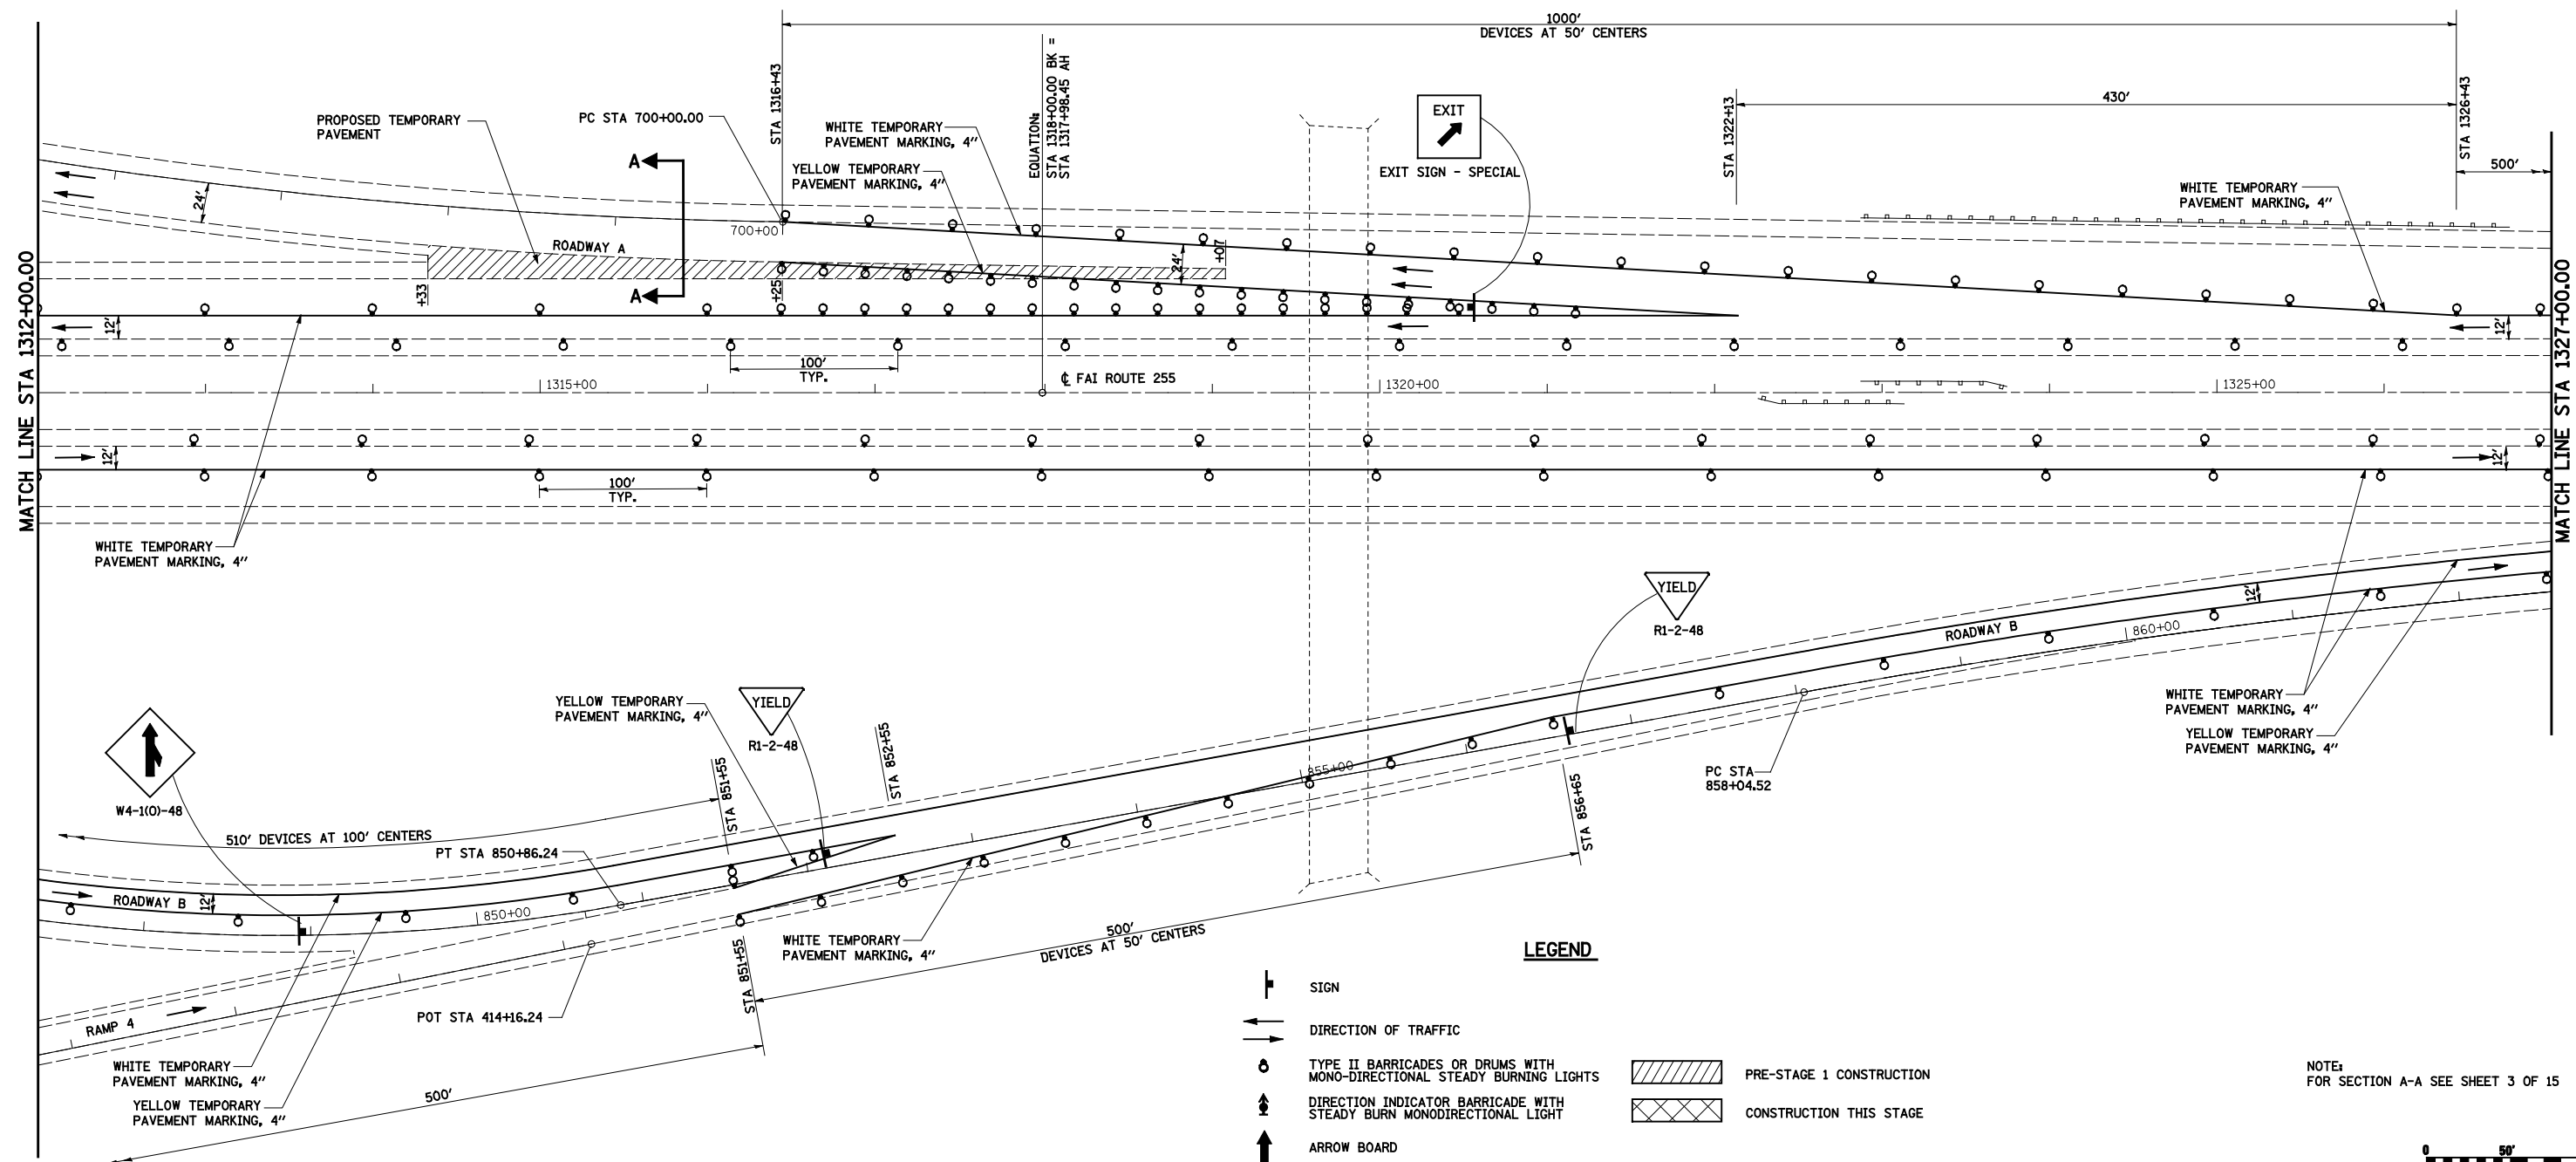 1000'
DEVICES AT 50' CENTERS
STA 1316+43
EQUATION:
STA 1318+00.00 BK =
STA 1317+98.45 AH
PROPOSED TEMPORARY
PAVEMENT
PC STA 700+00.00
WHITE TEMPORARY
PAVEMENT MARKING, 4"
YELLOW TEMPORARY
PAVEMENT MARKING, 4"
EXIT
EXIT SIGN - SPECIAL
STA 1322+13
430'
STA 1326+43
500'
WHITE TEMPORARY
PAVEMENT MARKING, 4"
A
A
24'
700+00
ROADWAY A
24'
+07
+33
+25
MATCH LINE STA 1312+00.00
MATCH LINE STA 1327+00.00
12'
12'
100'
TYP.
1315+00
℄ FAI ROUTE 255
1320+00
1325+00
12'
12'
100'
TYP.
WHITE TEMPORARY
PAVEMENT MARKING, 4"
YIELD
R1-2-48
12'
ROADWAY B
860+00
YELLOW TEMPORARY
PAVEMENT MARKING, 4"
YIELD
R1-2-48
STA 852+55
STA 851+55
WHITE TEMPORARY
PAVEMENT MARKING, 4"
YELLOW TEMPORARY
PAVEMENT MARKING, 4"
PC STA
858+04.52
855+00
STA 856+65
W4-1(O)-48
510' DEVICES AT 100' CENTERS
PT STA 850+86.24
ROADWAY B
12'
850+00
WHITE TEMPORARY
PAVEMENT MARKING, 4"
STA 851+55
500'
DEVICES AT 50' CENTERS
POT STA 414+16.24
RAMP 4
WHITE TEMPORARY
PAVEMENT MARKING, 4"
YELLOW TEMPORARY
PAVEMENT MARKING, 4"
500'
LEGEND
SIGN
DIRECTION OF TRAFFIC
TYPE II BARRICADES OR DRUMS WITH
MONO-DIRECTIONAL STEADY BURNING LIGHTS
DIRECTION INDICATOR BARRICADE WITH
STEADY BURN MONODIRECTIONAL LIGHT
ARROW BOARD
PRE-STAGE 1 CONSTRUCTION
CONSTRUCTION THIS STAGE
NOTE:
FOR SECTION A-A SEE SHEET 3 OF 15
0 50'